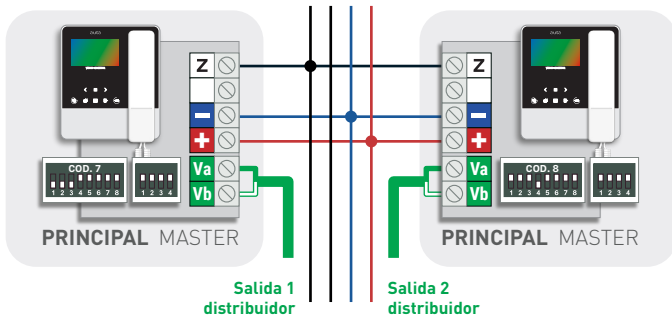 auta
COD. 7
1 2 3 4 5 6 7 8
1 2 3 4
Z
−
+
Va
Vb
PRINCIPAL MASTER
Salida 1
distribuidor
auta
COD. 8
1 2 3 4 5 6 7 8
1 2 3 4
Z
−
+
Va
Vb
PRINCIPAL MASTER
Salida 2
distribuidor